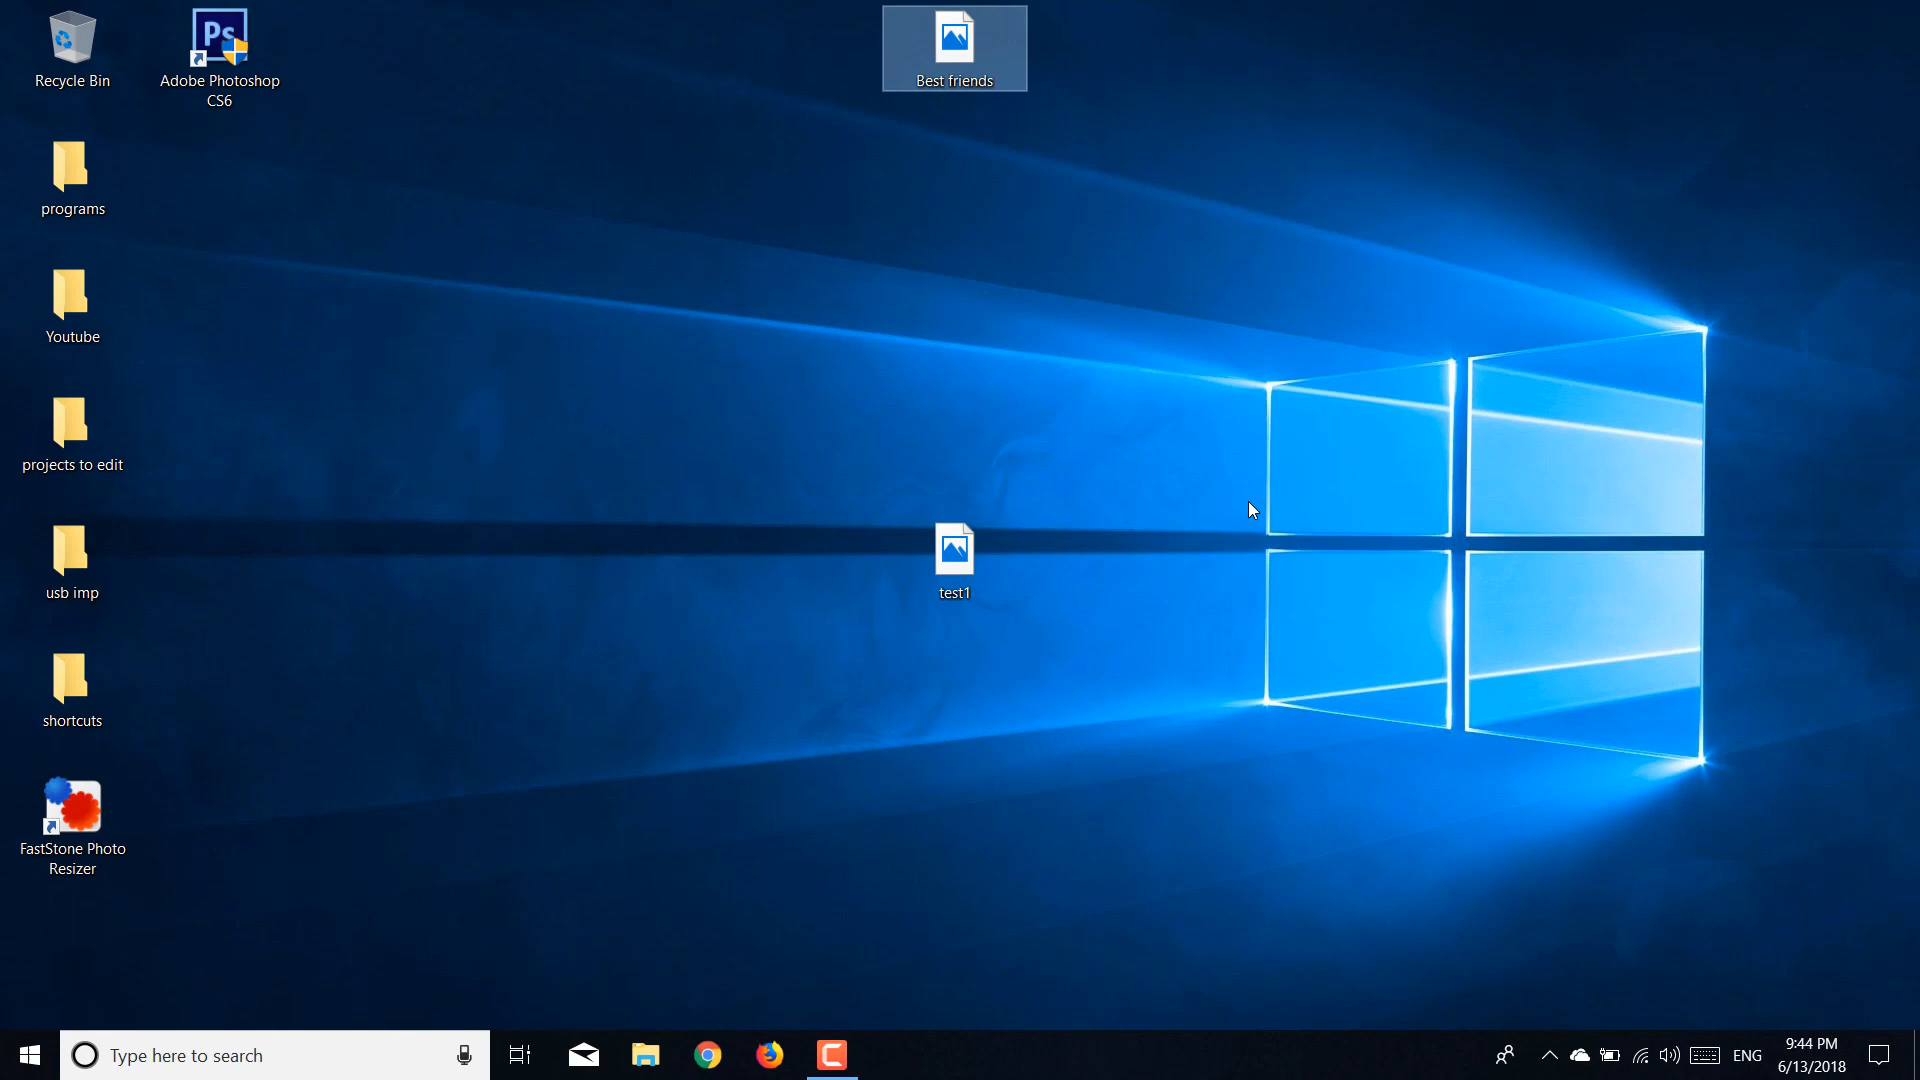 Recycle Bin
Ps
Adobe Photoshop
CS6
Best friends
programs
Youtube
projects to edit
usb imp
test1
shortcuts
FastStone Photo
Resizer
Type here to search
ENG
9:44 PM
6/13/2018